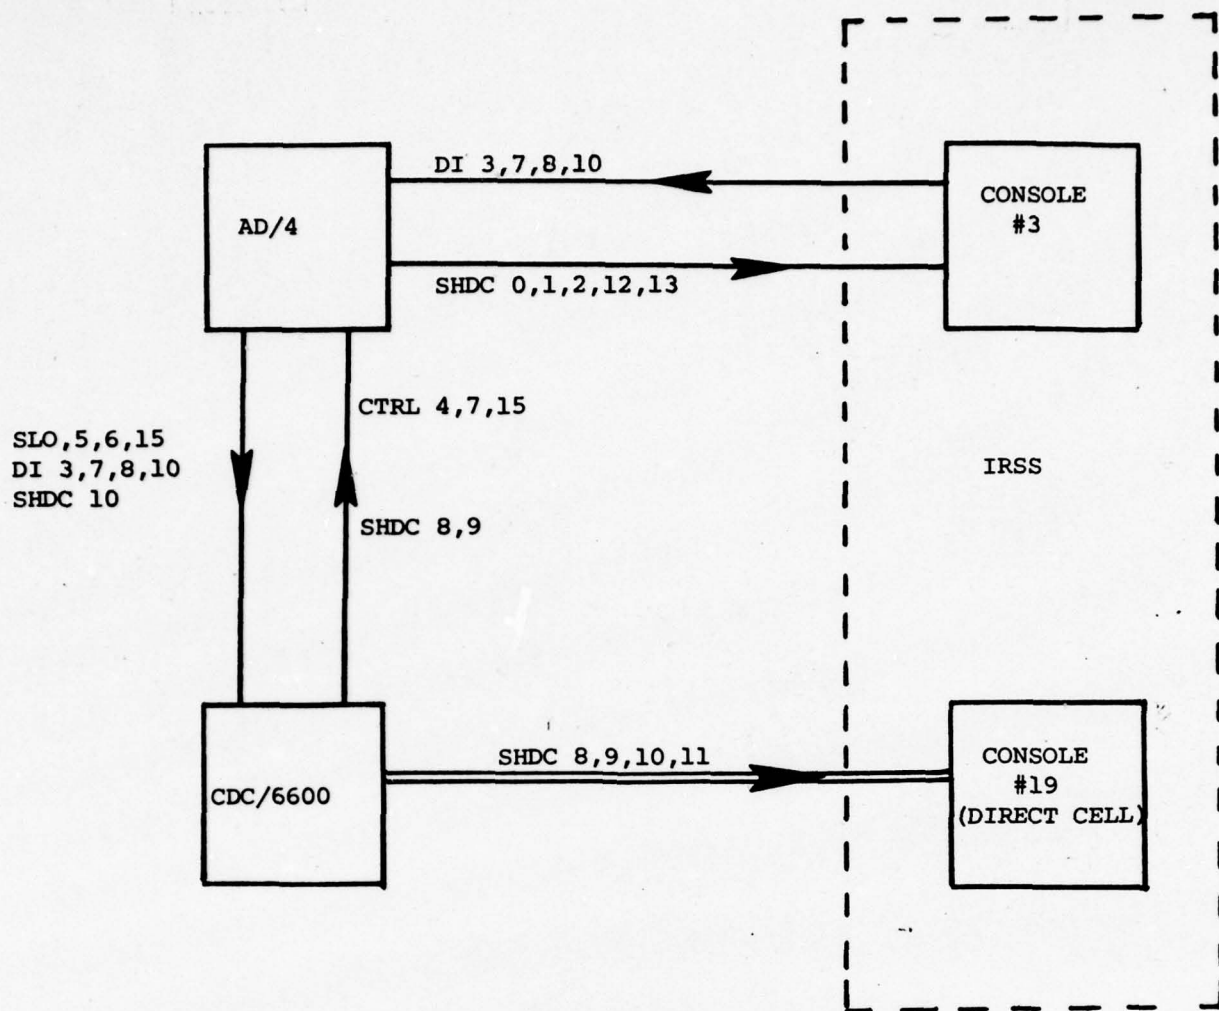 DI 3,7,8,10
CONSOLE
#3
AD/4
SHDC 0,1,2,12,13
CTRL 4,7,15
SLO,5,6,15
DI 3,7,8,10
SHDC 10
IRSS
SHDC 8,9
SHDC 8,9,10,11
CONSOLE
#19
(DIRECT CELL)
CDC/6600